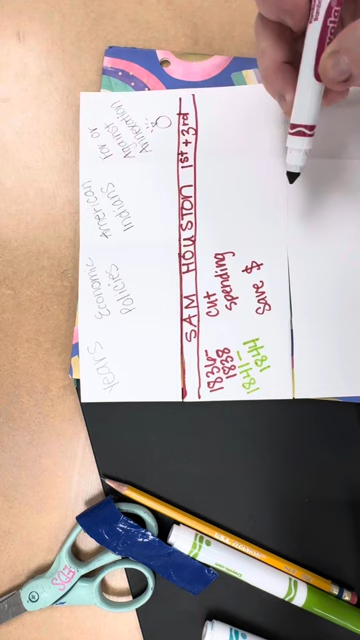 Years
Economic
Policies
American
Indians
For or
Against
Annexation
SAM HOUSTON 1st + 3rd
1836-
1838
1841-
1844
cut
spending
save $
Crayola